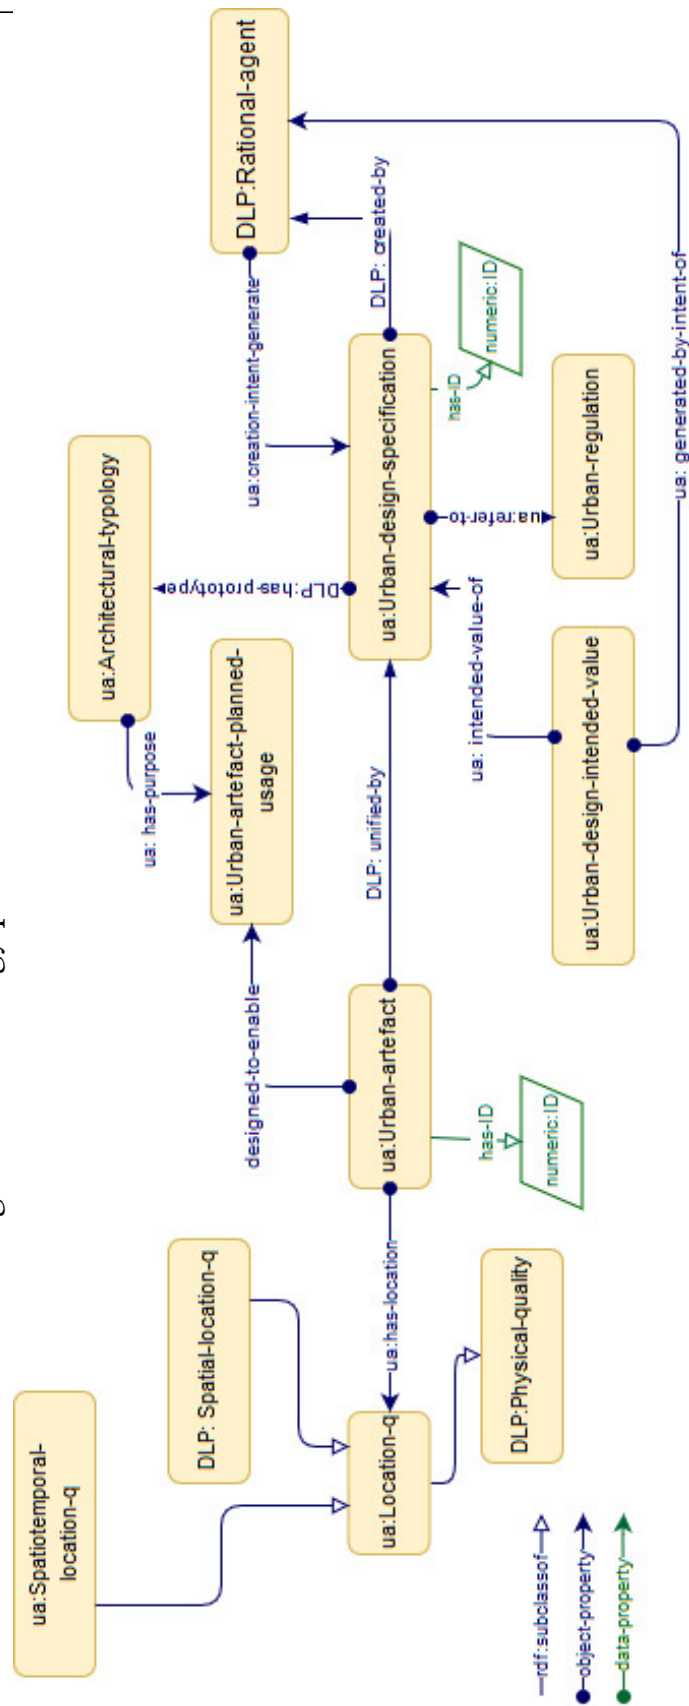 ua:Spatiotemporal-
location-q
DLP: Spatial-location-q
ua:Location-q
DLP:Physical-quality
ua:has-location
ua:Urban-artefact
has-ID
numeric:ID
designed-to-enable
ua:Urban-artefact-planned-
usage
ua: has-purpose
ua:Architectural-typology
DLP:has-prototype
DLP: unified-by
ua:Urban-design-specification
ua:creation-intent-generate
DLP:Rational-agent
DLP: created-by
has-ID
numeric:ID
ua:refer-to
ua:Urban-regulation
ua: intended-value-of
ua:Urban-design-intended-value
ua: generated-by-intent-of
rdf:subclassof
object-property
data-property